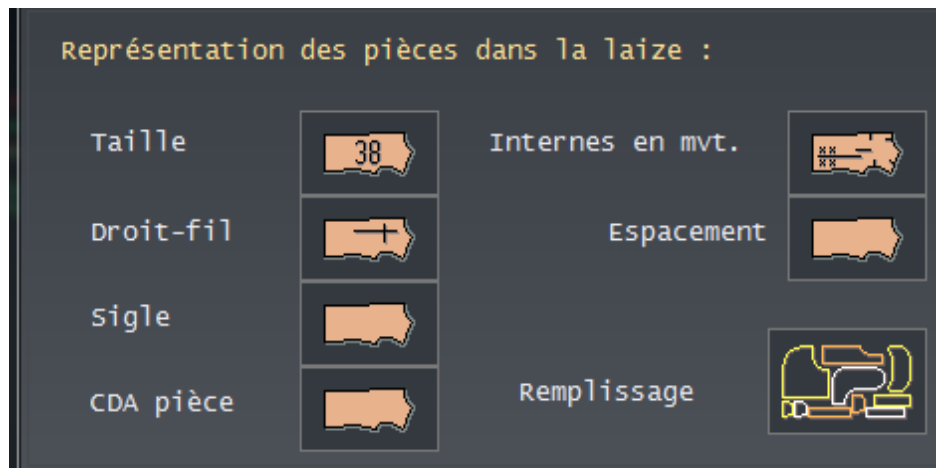 Représentation des pièces dans la laize :
Taille
38
Internes en mvt.
Droit-fil
Espacement
Sigle
CDA pièce
Remplissage